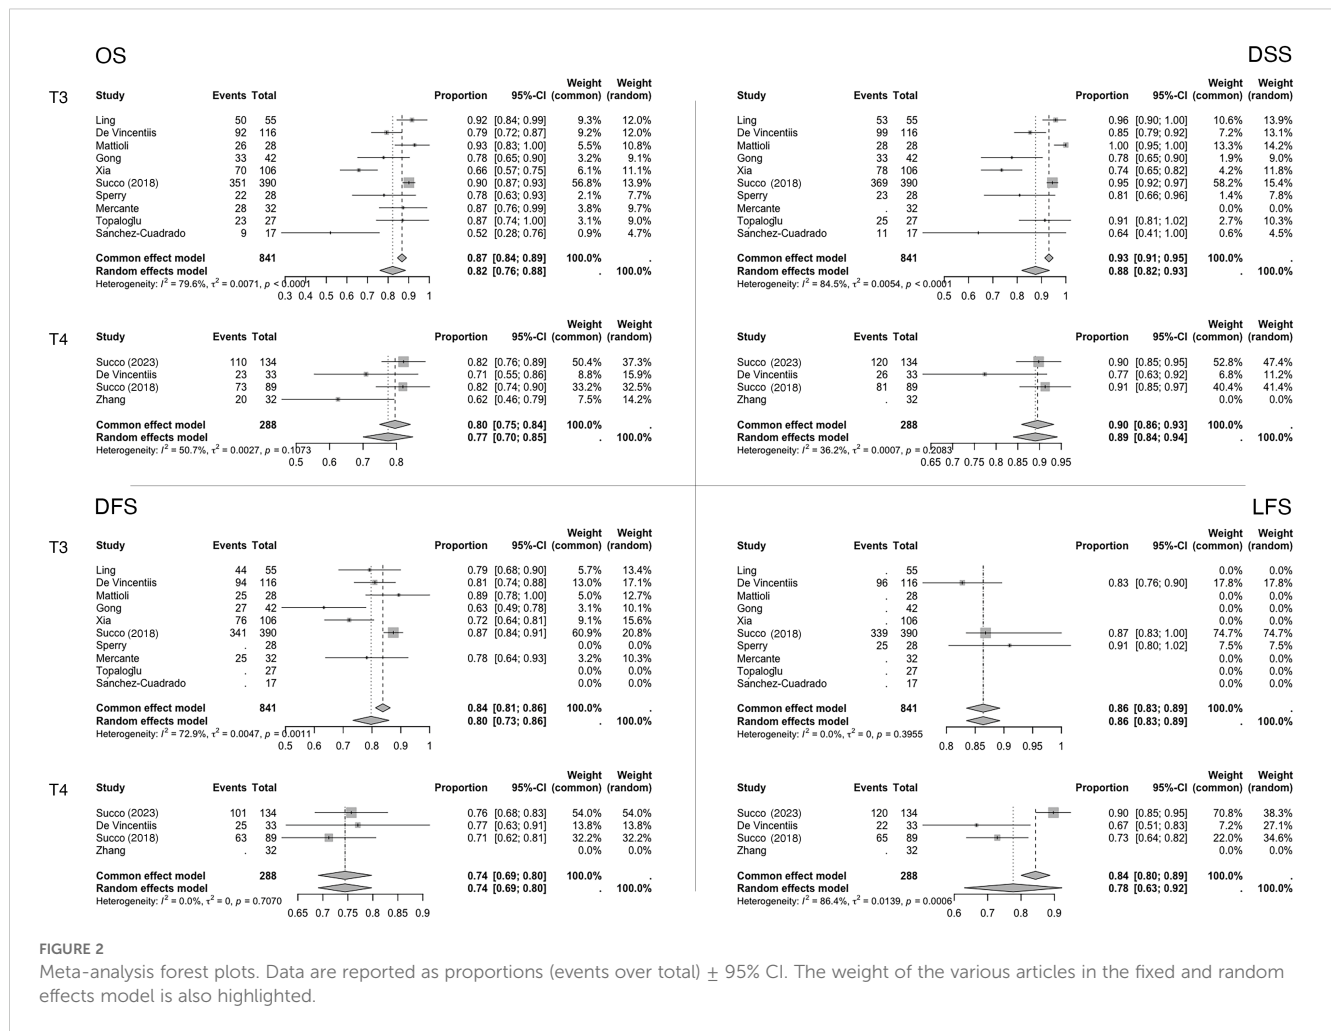 OS
T3
Study Events Total Proportion 95%-CI Weight (common) Weight (random)
Ling 50 55 0.92 [0.84; 0.99] 9.3% 12.0%
De Vincentiis 92 116 0.79 [0.72; 0.87] 9.2% 12.0%
Mattioli 26 28 0.93 [0.83; 1.00] 5.5% 10.8%
Gong 33 42 0.78 [0.65; 0.90] 3.2% 9.1%
Xia 70 106 0.66 [0.57; 0.75] 6.1% 11.1%
Succo (2018) 351 390 0.90 [0.87; 0.93] 56.8% 13.9%
Sperry 22 28 0.78 [0.63; 0.93] 2.1% 7.7%
Mercante 28 32 0.87 [0.76; 0.99] 3.8% 9.7%
Topaloğlu 23 27 0.87 [0.74; 1.00] 3.1% 9.0%
Sanchez-Cuadrado 9 17 0.52 [0.28; 0.76] 0.9% 4.7%
Common effect model 841 0.87 [0.84; 0.89] 100.0% .
Random effects model 0.82 [0.76; 0.88] . 100.0%
Heterogeneity: I² = 79.6%, τ² = 0.0071, p < 0.0001
0.3 0.4 0.5 0.6 0.7 0.8 0.9 1
T4
Study Events Total Proportion 95%-CI Weight (common) Weight (random)
Succo (2023) 110 134 0.82 [0.76; 0.89] 50.4% 37.3%
De Vincentiis 23 33 0.71 [0.55; 0.86] 8.8% 15.9%
Succo (2018) 73 89 0.82 [0.74; 0.90] 33.2% 32.5%
Zhang 20 32 0.62 [0.46; 0.79] 7.5% 14.2%
Common effect model 288 0.80 [0.75; 0.84] 100.0% .
Random effects model 0.77 [0.70; 0.85] . 100.0%
Heterogeneity: I² = 50.7%, τ² = 0.0027, p = 0.1073
0.5 0.6 0.7 0.8
DSS
Study Events Total Proportion 95%-CI Weight (common) Weight (random)
Ling 53 55 0.96 [0.90; 1.00] 10.6% 13.9%
De Vincentiis 99 116 0.85 [0.79; 0.92] 7.2% 13.1%
Mattioli 28 28 1.00 [0.95; 1.00] 13.3% 14.2%
Gong 33 42 0.78 [0.65; 0.90] 1.9% 9.0%
Xia 78 106 0.74 [0.65; 0.82] 4.2% 11.8%
Succo (2018) 369 390 0.95 [0.92; 0.97] 58.2% 15.4%
Sperry 23 28 0.81 [0.66; 0.96] 1.4% 7.8%
Mercante . 32 0.0% 0.0%
Topaloğlu 25 27 0.91 [0.81; 1.02] 2.7% 10.3%
Sanchez-Cuadrado 11 17 0.64 [0.41; 1.00] 0.6% 4.5%
Common effect model 841 0.93 [0.91; 0.95] 100.0% .
Random effects model 0.88 [0.82; 0.93] . 100.0%
Heterogeneity: I² = 84.5%, τ² = 0.0054, p < 0.0001
0.5 0.6 0.7 0.8 0.9 1
Study Events Total Proportion 95%-CI Weight (common) Weight (random)
Succo (2023) 120 134 0.90 [0.85; 0.95] 52.8% 47.4%
De Vincentiis 26 33 0.77 [0.63; 0.92] 6.8% 11.2%
Succo (2018) 81 89 0.91 [0.85; 0.97] 40.4% 41.4%
Zhang . 32 0.0% 0.0%
Common effect model 288 0.90 [0.86; 0.93] 100.0% .
Random effects model 0.89 [0.84; 0.94] . 100.0%
Heterogeneity: I² = 36.2%, τ² = 0.0007, p = 0.2083
0.65 0.70 0.75 0.8 0.85 0.9 0.95
DFS
T3
Study Events Total Proportion 95%-CI Weight (common) Weight (random)
Ling 44 55 0.79 [0.68; 0.90] 5.7% 13.4%
De Vincentiis 94 116 0.81 [0.74; 0.88] 13.0% 17.1%
Mattioli 25 28 0.89 [0.78; 1.00] 5.0% 12.7%
Gong 27 42 0.63 [0.49; 0.78] 3.1% 10.1%
Xia 76 106 0.72 [0.64; 0.81] 9.1% 15.6%
Succo (2018) 341 390 0.87 [0.84; 0.91] 60.9% 20.8%
Sperry . 28 0.0% 0.0%
Mercante 25 32 0.78 [0.64; 0.93] 3.2% 10.3%
Topaloğlu . 27 0.0% 0.0%
Sanchez-Cuadrado . 17 0.0% 0.0%
Common effect model 841 0.84 [0.81; 0.86] 100.0% .
Random effects model 0.80 [0.73; 0.86] . 100.0%
Heterogeneity: I² = 72.9%, τ² = 0.0047, p = 0.0011
0.5 0.6 0.7 0.8 0.9 1
T4
Study Events Total Proportion 95%-CI Weight (common) Weight (random)
Succo (2023) 101 134 0.76 [0.68; 0.83] 54.0% 54.0%
De Vincentiis 25 33 0.77 [0.63; 0.91] 13.8% 13.8%
Succo (2018) 63 89 0.71 [0.62; 0.81] 32.2% 32.2%
Zhang . 32 0.0% 0.0%
Common effect model 288 0.74 [0.69; 0.80] 100.0% .
Random effects model 0.74 [0.69; 0.80] . 100.0%
Heterogeneity: I² = 0.0%, τ² = 0, p = 0.7070
0.65 0.7 0.75 0.8 0.85 0.9
LFS
Study Events Total Proportion 95%-CI Weight (common) Weight (random)
Ling . 55 0.0% 0.0%
De Vincentiis 96 116 0.83 [0.76; 0.90] 17.8% 17.8%
Mattioli . 28 0.0% 0.0%
Gong . 42 0.0% 0.0%
Xia . 106 0.0% 0.0%
Succo (2018) 339 390 0.87 [0.83; 1.00] 74.7% 74.7%
Sperry 25 28 0.91 [0.80; 1.02] 7.5% 7.5%
Mercante . 32 0.0% 0.0%
Topaloğlu . 27 0.0% 0.0%
Sanchez-Cuadrado . 17 0.0% 0.0%
Common effect model 841 0.86 [0.83; 0.89] 100.0% .
Random effects model 0.86 [0.83; 0.89] . 100.0%
Heterogeneity: I² = 0.0%, τ² = 0, p = 0.3955
0.8 0.85 0.9 0.95 1
Study Events Total Proportion 95%-CI Weight (common) Weight (random)
Succo (2023) 120 134 0.90 [0.85; 0.95] 70.8% 38.3%
De Vincentiis 22 33 0.67 [0.51; 0.83] 7.2% 27.1%
Succo (2018) 65 89 0.73 [0.64; 0.82] 22.0% 34.6%
Zhang . 32 0.0% 0.0%
Common effect model 288 0.84 [0.80; 0.89] 100.0% .
Random effects model 0.78 [0.63; 0.92] . 100.0%
Heterogeneity: I² = 86.4%, τ² = 0.0139, p = 0.0006
0.6 0.7 0.8 0.9
FIGURE 2
Meta-analysis forest plots. Data are reported as proportions (events over total) ± 95% CI. The weight of the various articles in the fixed and random
effects model is also highlighted.